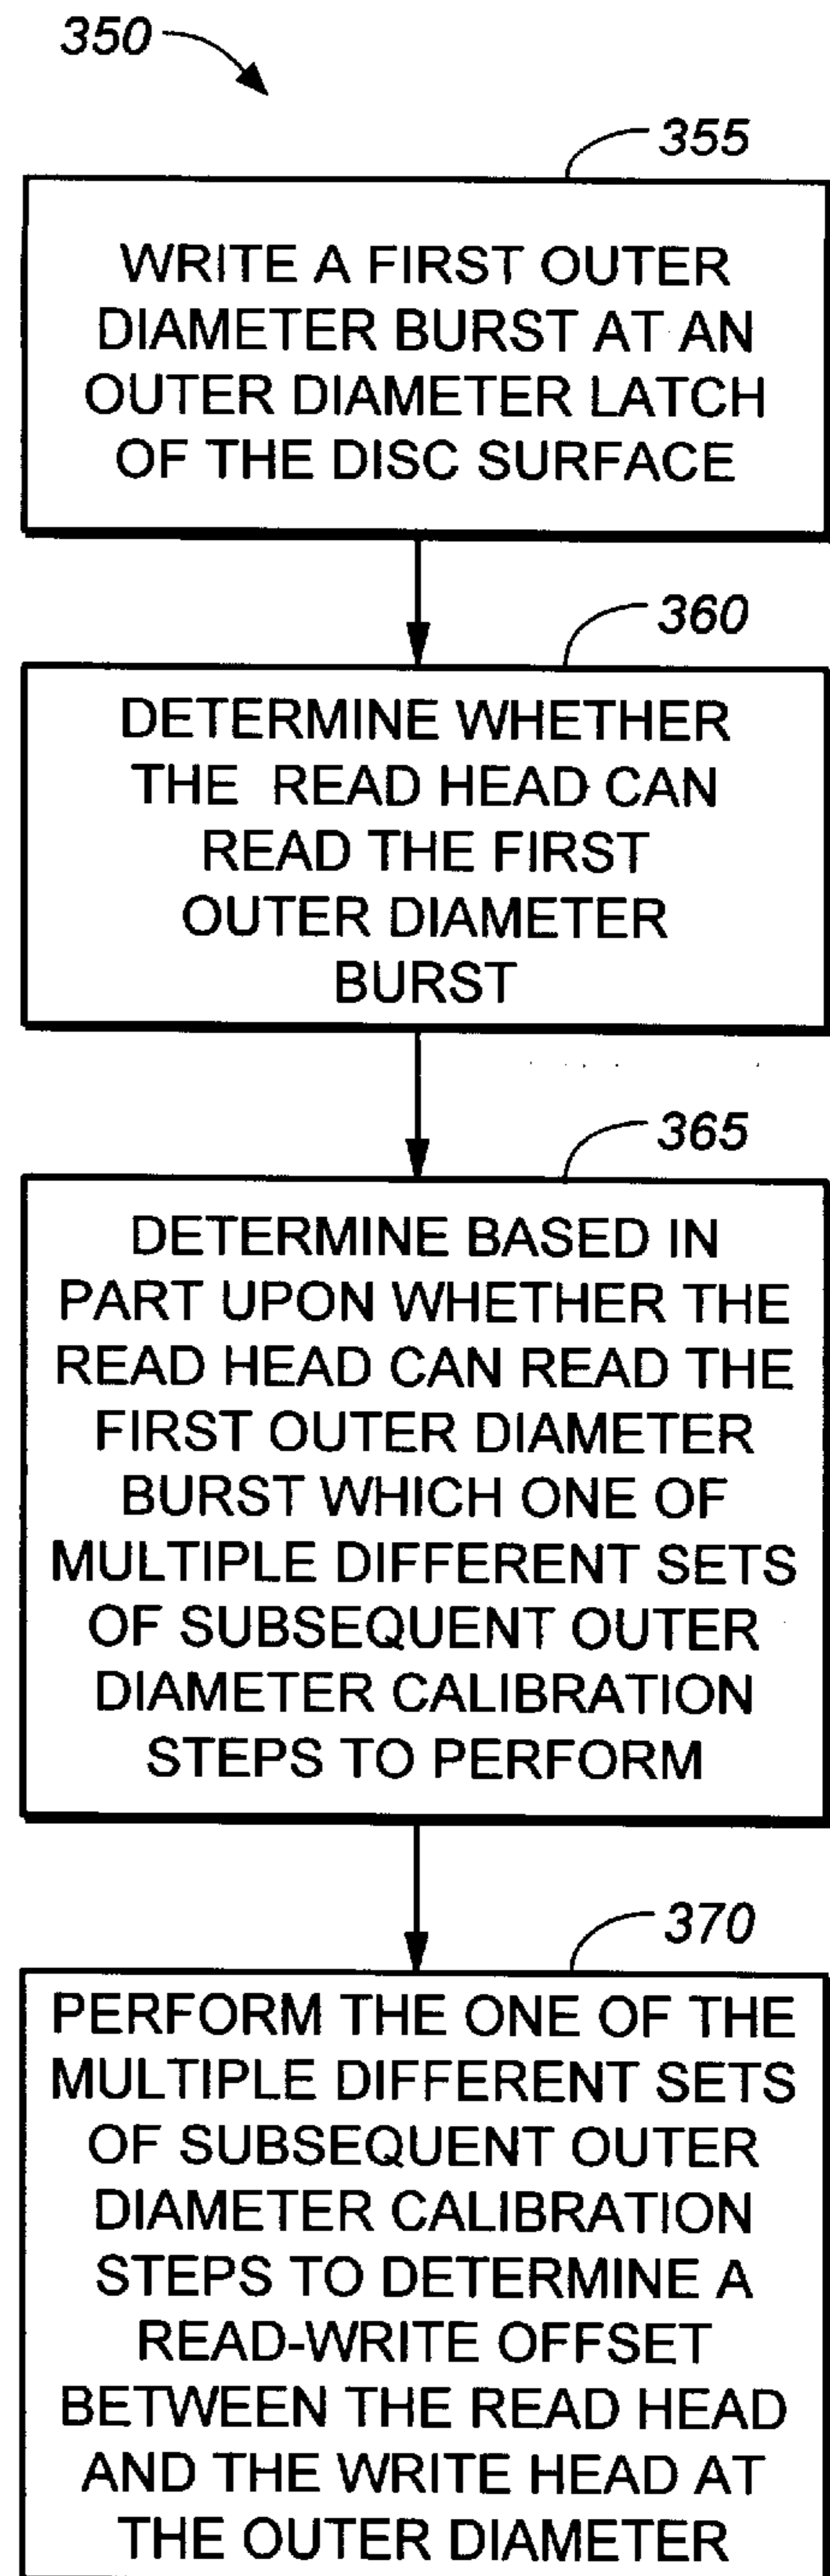 350
355
WRITE A FIRST OUTER
DIAMETER BURST AT AN
OUTER DIAMETER LATCH
OF THE DISC SURFACE
360
DETERMINE WHETHER
THE READ HEAD CAN
READ THE FIRST
OUTER DIAMETER
BURST
365
DETERMINE BASED IN
PART UPON WHETHER THE
READ HEAD CAN READ THE
FIRST OUTER DIAMETER
BURST WHICH ONE OF
MULTIPLE DIFFERENT SETS
OF SUBSEQUENT OUTER
DIAMETER CALIBRATION
STEPS TO PERFORM
370
PERFORM THE ONE OF THE
MULTIPLE DIFFERENT SETS
OF SUBSEQUENT OUTER
DIAMETER CALIBRATION
STEPS TO DETERMINE A
READ-WRITE OFFSET
BETWEEN THE READ HEAD
AND THE WRITE HEAD AT
THE OUTER DIAMETER